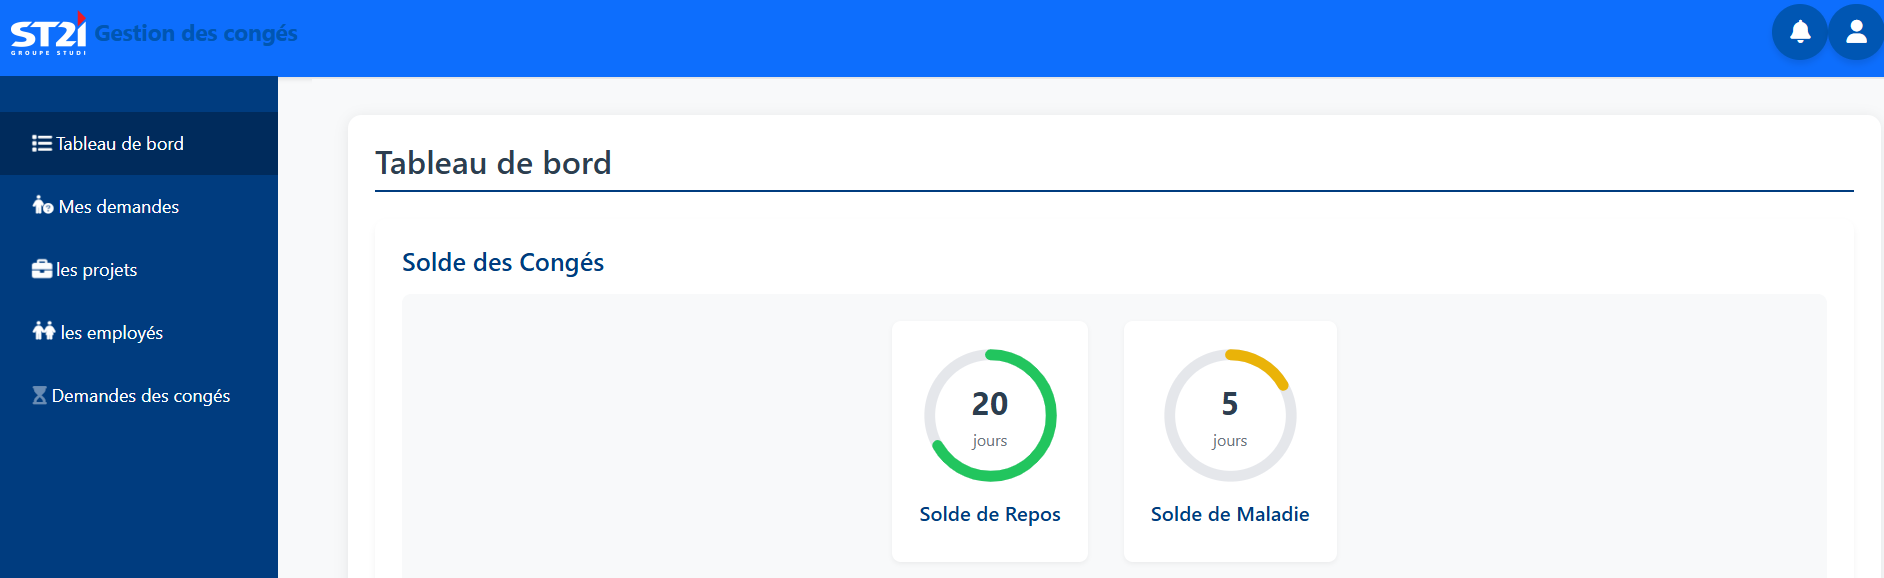 ST2I
GROUPE STUDI
Gestion des congés
Tableau de bord
Mes demandes
les projets
les employés
Demandes des congés
Tableau de bord
Solde des Congés
20
jours
Solde de Repos
5
jours
Solde de Maladie